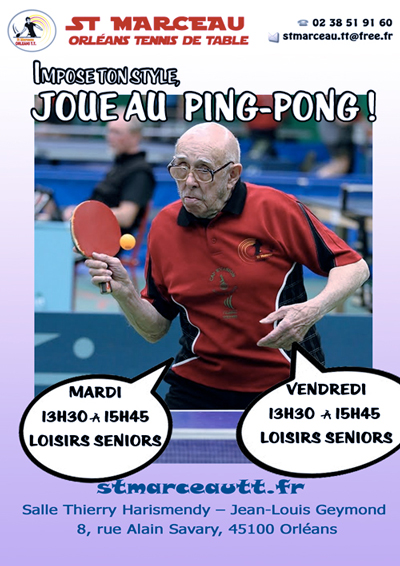 ST MARCEAU
ORLÉANS TENNIS DE TABLE
02 38 51 91 60
stmarceau.tt@free.fr
IMPOSE TON STYLE,
JOUE AU PING-PONG !
MARDI
13H30 À 15H45
LOISIRS SENIORS
VENDREDI
13H30 À 15H45
LOISIRS SENIORS
stmarceautt.fr
Salle Thierry Harismendy – Jean-Louis Geymond
8, rue Alain Savary, 45100 Orléans